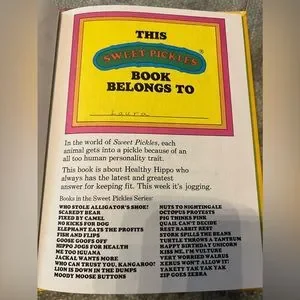 THIS
SWEET PICKLES®
BOOK
BELONGS TO
Laura
In the world of Sweet Pickles, each
animal gets into a pickle because of an
all too human personality trait.
This book is about Healthy Hippo who
always has the latest and greatest
answer for keeping fit. This week it's jogging.
Books in the Sweet Pickles Series:
WHO STOLE ALLIGATOR'S SHOE?
SCAREDY BEAR
FIXED BY CAMEL
NO KICKS FOR DOG
ELEPHANT EATS THE PROFITS
FISH AND FLIPS
GOOSE GOOFS OFF
HIPPO JOGS FOR HEALTH
ME TOO IGUANA
JACKAL WANTS MORE
WHO CAN TRUST YOU, KANGAROO?
LION IS DOWN IN THE DUMPS
MOODY MOOSE BUTTONS
NUTS TO NIGHTINGALE
OCTOPUS PROTESTS
PIG THINKS PINK
QUAIL CAN'T DECIDE
REST RABBIT REST
STORK SPILLS THE BEANS
TURTLE THROWS A TANTRUM
HAPPY BIRTHDAY UNICORN
KISS ME, I'M VULTURE
VERY WORRIED WALRUS
XERUS WON'T ALLOW IT
YAKETY YAK YAK YAK
ZIP GOES ZEBRA